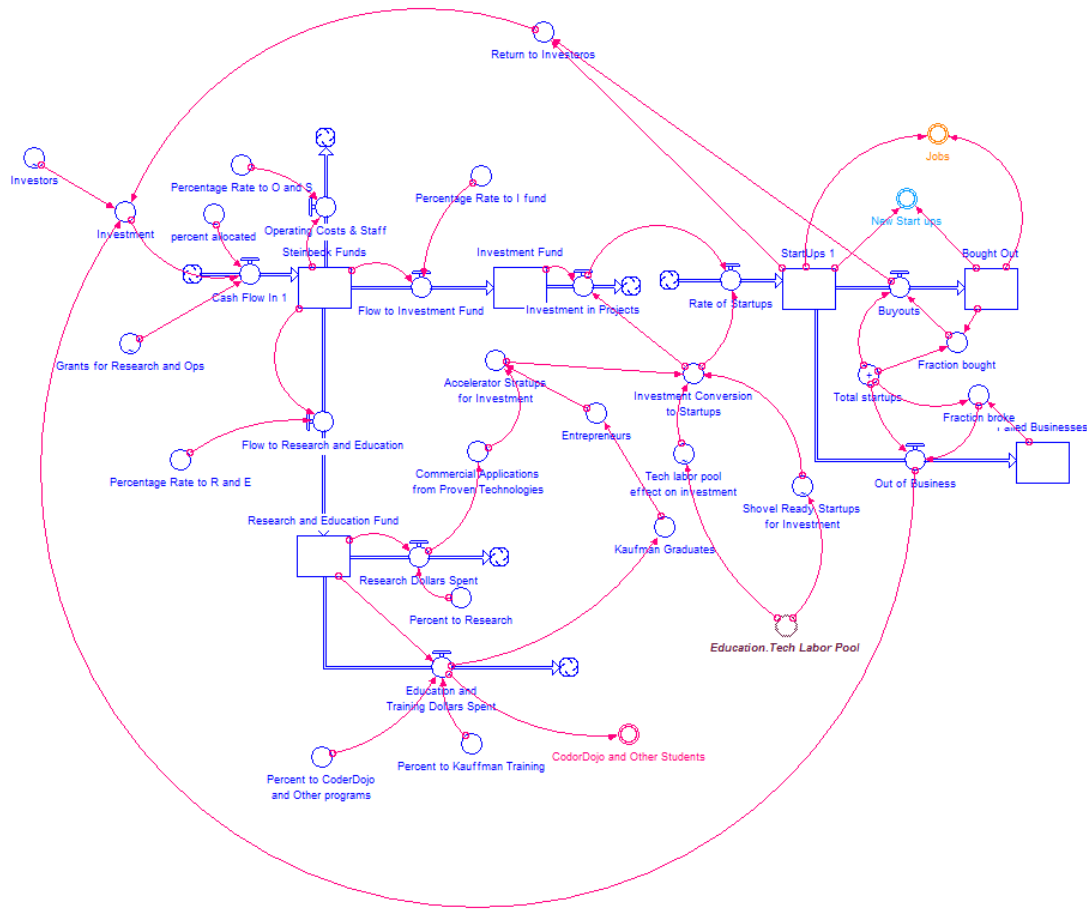 Return to Investeros
Jobs
Investors
Percentage Rate to O and S
Percentage Rate to I fund
New Start ups
Investment
percent allocated
Operating Costs & Staff
Steinbeck Funds
Investment Fund
StartUps 1
Bought Out
Cash Flow In 1
Flow to Investment Fund
Investment in Projects
Rate of Startups
Buyouts
Grants for Research and Ops
Fraction bought
Accelerator Stratups
for Investment
Investment Conversion
to Startups
Total startups
Entrepreneurs
Fraction broke
Businesses
Flow to Research and Education
Percentage Rate to R and E
Commercial Applications
from Proven Technologies
Tech labor pool
effect on investment
Out of Business
Shovel Ready Startups
for Investment
Research and Education Fund
Kaufman Graduates
Research Dollars Spent
Percent to Research
Education.Tech Labor Pool
Education and
Training Dollars Spent
CodorDojo and Other Students
Percent to CoderDojo
and Other programs
Percent to Kauffman Training